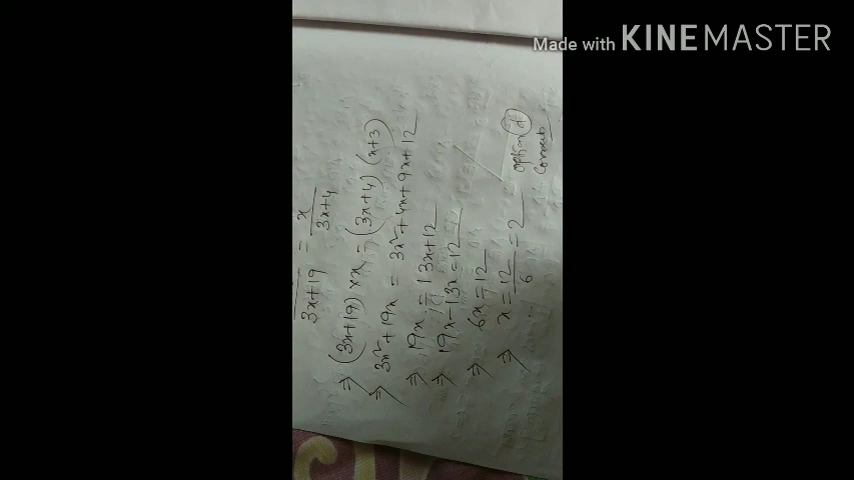 Made with KINEMASTER
3x+19 = x/3x+4
⇒ (3x+19) × x = (3x+4) (x+3)
⇒ 3x²+19x = 3x²+4x+9x+12
⇒ 19x = 13x+12
⇒ 19x-13x=12
⇒ 6x=12
⇒ x=12/6=2
option (d)
correct